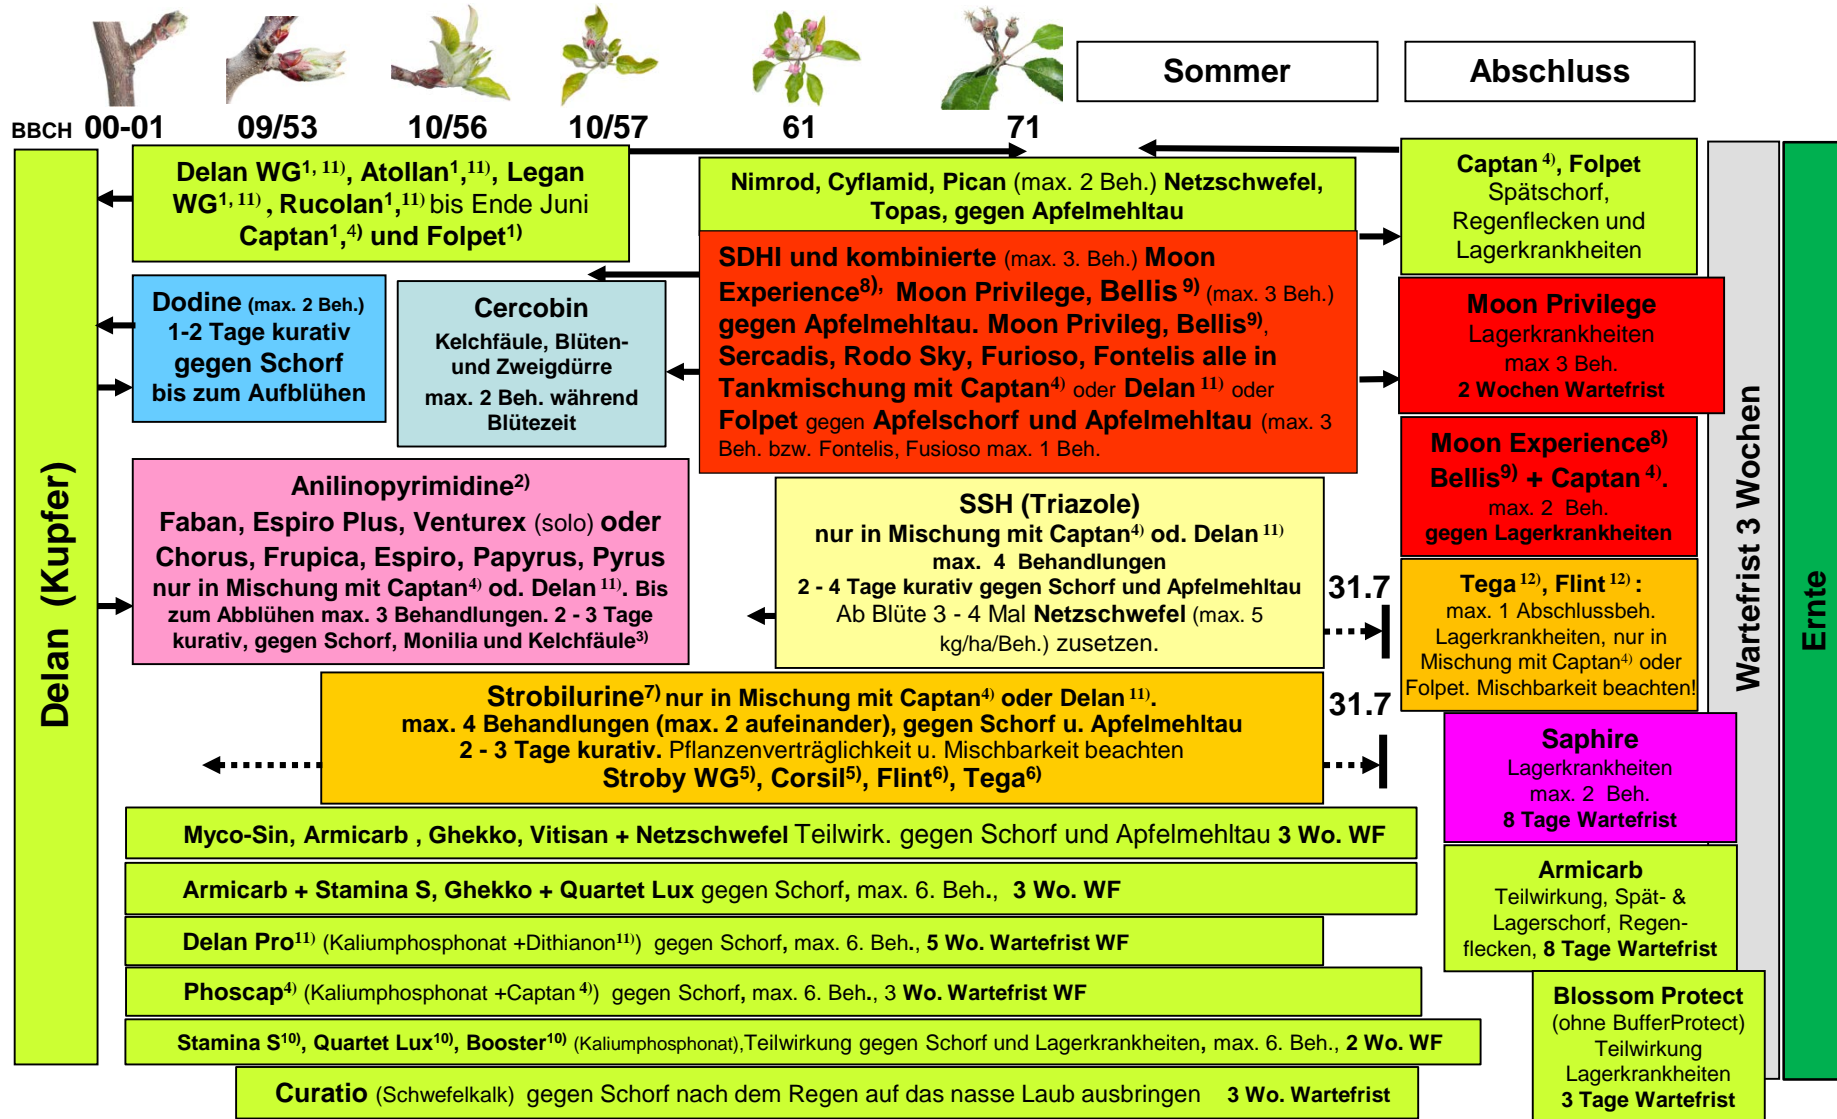 Sommer
Abschluss
BBCH 00-01 09/53 10/56 10/57 61 71
Delan (Kupfer)
Delan WG1, 11), Atollan1,11), Legan
WG1, 11) , Rucolan1,11) bis Ende Juni
Captan1,4) und Folpet1)
Nimrod, Cyflamid, Pican (max. 2 Beh.) Netzschwefel,
Topas, gegen Apfelmehltau
Captan 4), Folpet
Spätschorf,
Regenflecken und
Lagerkrankheiten
Dodine (max. 2 Beh.)
1-2 Tage kurativ
gegen Schorf
bis zum Aufblühen
Cercobin
Kelchfäule, Blüten-
und Zweigdürre
max. 2 Beh. während
Blütezeit
SDHI und kombinierte (max. 3. Beh.) Moon
Experience8), Moon Privilege, Bellis 9) (max. 3 Beh.)
gegen Apfelmehltau. Moon Privileg, Bellis9),
Sercadis, Rodo Sky, Furioso, Fontelis alle in
Tankmischung mit Captan4) oder Delan 11) oder
Folpet gegen Apfelschorf und Apfelmehltau (max. 3
Beh. bzw. Fontelis, Fusioso max. 1 Beh.
Moon Privilege
Lagerkrankheiten
max 3 Beh.
2 Wochen Wartefrist
Moon Experience8)
Bellis9) + Captan 4).
max. 2 Beh.
gegen Lagerkrankheiten
Anilinopyrimidine2)
Faban, Espiro Plus, Venturex (solo) oder
Chorus, Frupica, Espiro, Papyrus, Pyrus
nur in Mischung mit Captan4) od. Delan 11). Bis
zum Abblühen max. 3 Behandlungen. 2 - 3 Tage
kurativ, gegen Schorf, Monilia und Kelchfäule3)
SSH (Triazole)
nur in Mischung mit Captan4) od. Delan 11)
max. 4 Behandlungen
2 - 4 Tage kurativ gegen Schorf und Apfelmehltau
Ab Blüte 3 - 4 Mal Netzschwefel (max. 5
kg/ha/Beh.) zusetzen.
31.7
Tega 12), Flint 12) :
max. 1 Abschlussbeh.
Lagerkrankheiten, nur in
Mischung mit Captan4) oder
Folpet. Mischbarkeit beachten!
Strobilurine7) nur in Mischung mit Captan4) oder Delan 11).
max. 4 Behandlungen (max. 2 aufeinander), gegen Schorf u. Apfelmehltau
2 - 3 Tage kurativ. Pflanzenverträglichkeit u. Mischbarkeit beachten
Stroby WG5), Corsil5), Flint6), Tega6)
31.7
Saphire
Lagerkrankheiten
max. 2 Beh.
8 Tage Wartefrist
Myco-Sin, Armicarb , Ghekko, Vitisan + Netzschwefel Teilwirk. gegen Schorf und Apfelmehltau 3 Wo. WF
Armicarb + Stamina S, Ghekko + Quartet Lux gegen Schorf, max. 6. Beh., 3 Wo. WF
Armicarb
Teilwirkung, Spät- &
Lagerschorf, Regen-
flecken, 8 Tage Wartefrist
Delan Pro11) (Kaliumphosphonat +Dithianon11)) gegen Schorf, max. 6. Beh., 5 Wo. Wartefrist WF
Phoscap4) (Kaliumphosphonat +Captan 4)) gegen Schorf, max. 6. Beh., 3 Wo. Wartefrist WF
Stamina S10), Quartet Lux10), Booster10) (Kaliumphosphonat),Teilwirkung gegen Schorf und Lagerkrankheiten, max. 6. Beh., 2 Wo. WF
Curatio (Schwefelkalk) gegen Schorf nach dem Regen auf das nasse Laub ausbringen 3 Wo. Wartefrist
Blossom Protect
(ohne BufferProtect)
Teilwirkung
Lagerkrankheiten
3 Tage Wartefrist
Wartefrist 3 Wochen
Ernte